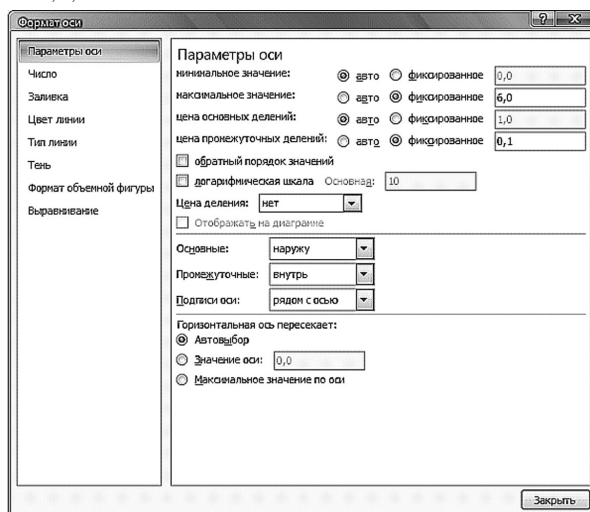 Формат оси
Параметры оси
Число
Заливка
Цвет линии
Тип линии
Тень
Формат объемной фигуры
Выравнивание
Параметры оси
минимальное значение: авто фиксированное 0,0
максимальное значение: авто фиксированное 6,0
цена основных делений: авто фиксированное 1,0
цена промежуточных делений: авто фиксированное 0,1
обратный порядок значений
логарифмическая шкала Основная: 10
Цена деления: нет
Отображать на диаграмме
Основные: наружу
Промежуточные: внутрь
Подписи оси: рядом с осью
Горизонтальная ось пересекает:
Автовыбор
Значение оси: 0,0
Максимальное значение по оси
Закрыть